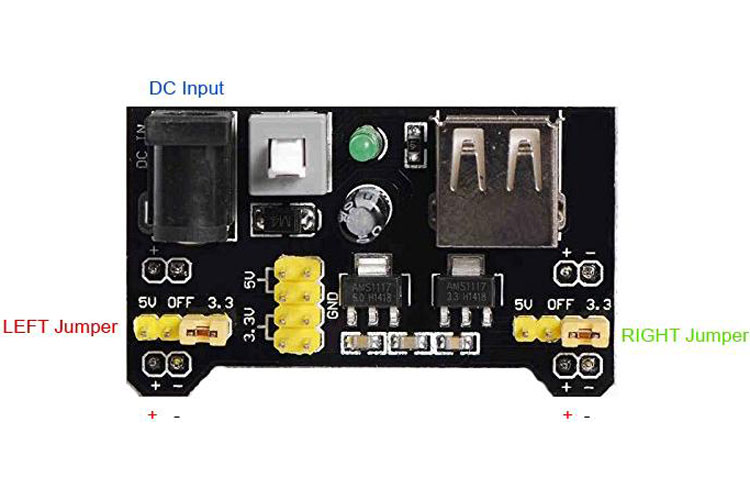 DC Input
DC IN
M4
+
+ -
5V
3.3V
GND
AMS1117
5.0 H1418
AMS1117
3.3 H1418
5V OFF 3.3
5V OFF 3.3
LEFT Jumper
RIGHT Jumper
+ -
+ -
+ -
+ -